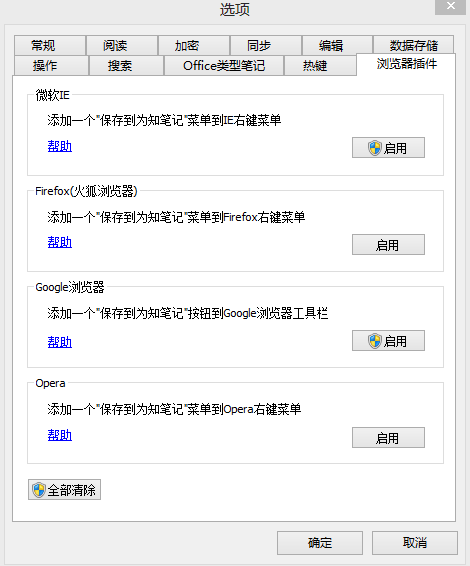 选项
常规 阅读 加密 同步 编辑 数据存储
操作 搜索 Office类型笔记 热键 浏览器插件
微软IE
添加一个"保存到为知笔记"菜单到IE右键菜单
帮助
启用
Firefox(火狐浏览器)
添加一个"保存到为知笔记"菜单到Firefox右键菜单
帮助
启用
Google浏览器
添加一个"保存到为知笔记"按钮到Google浏览器工具栏
帮助
启用
Opera
添加一个"保存到为知笔记"菜单到Opera右键菜单
帮助
启用
全部清除
确定 取消